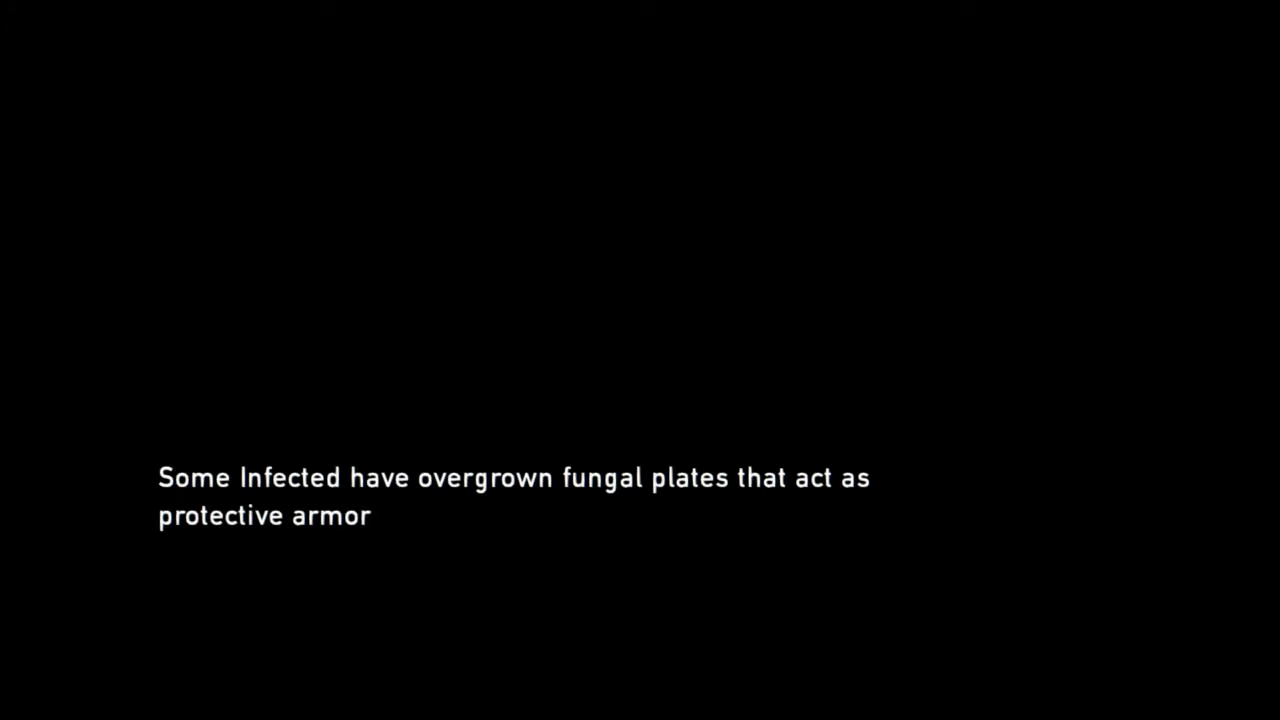 Some Infected have overgrown fungal plates that act as
protective armor